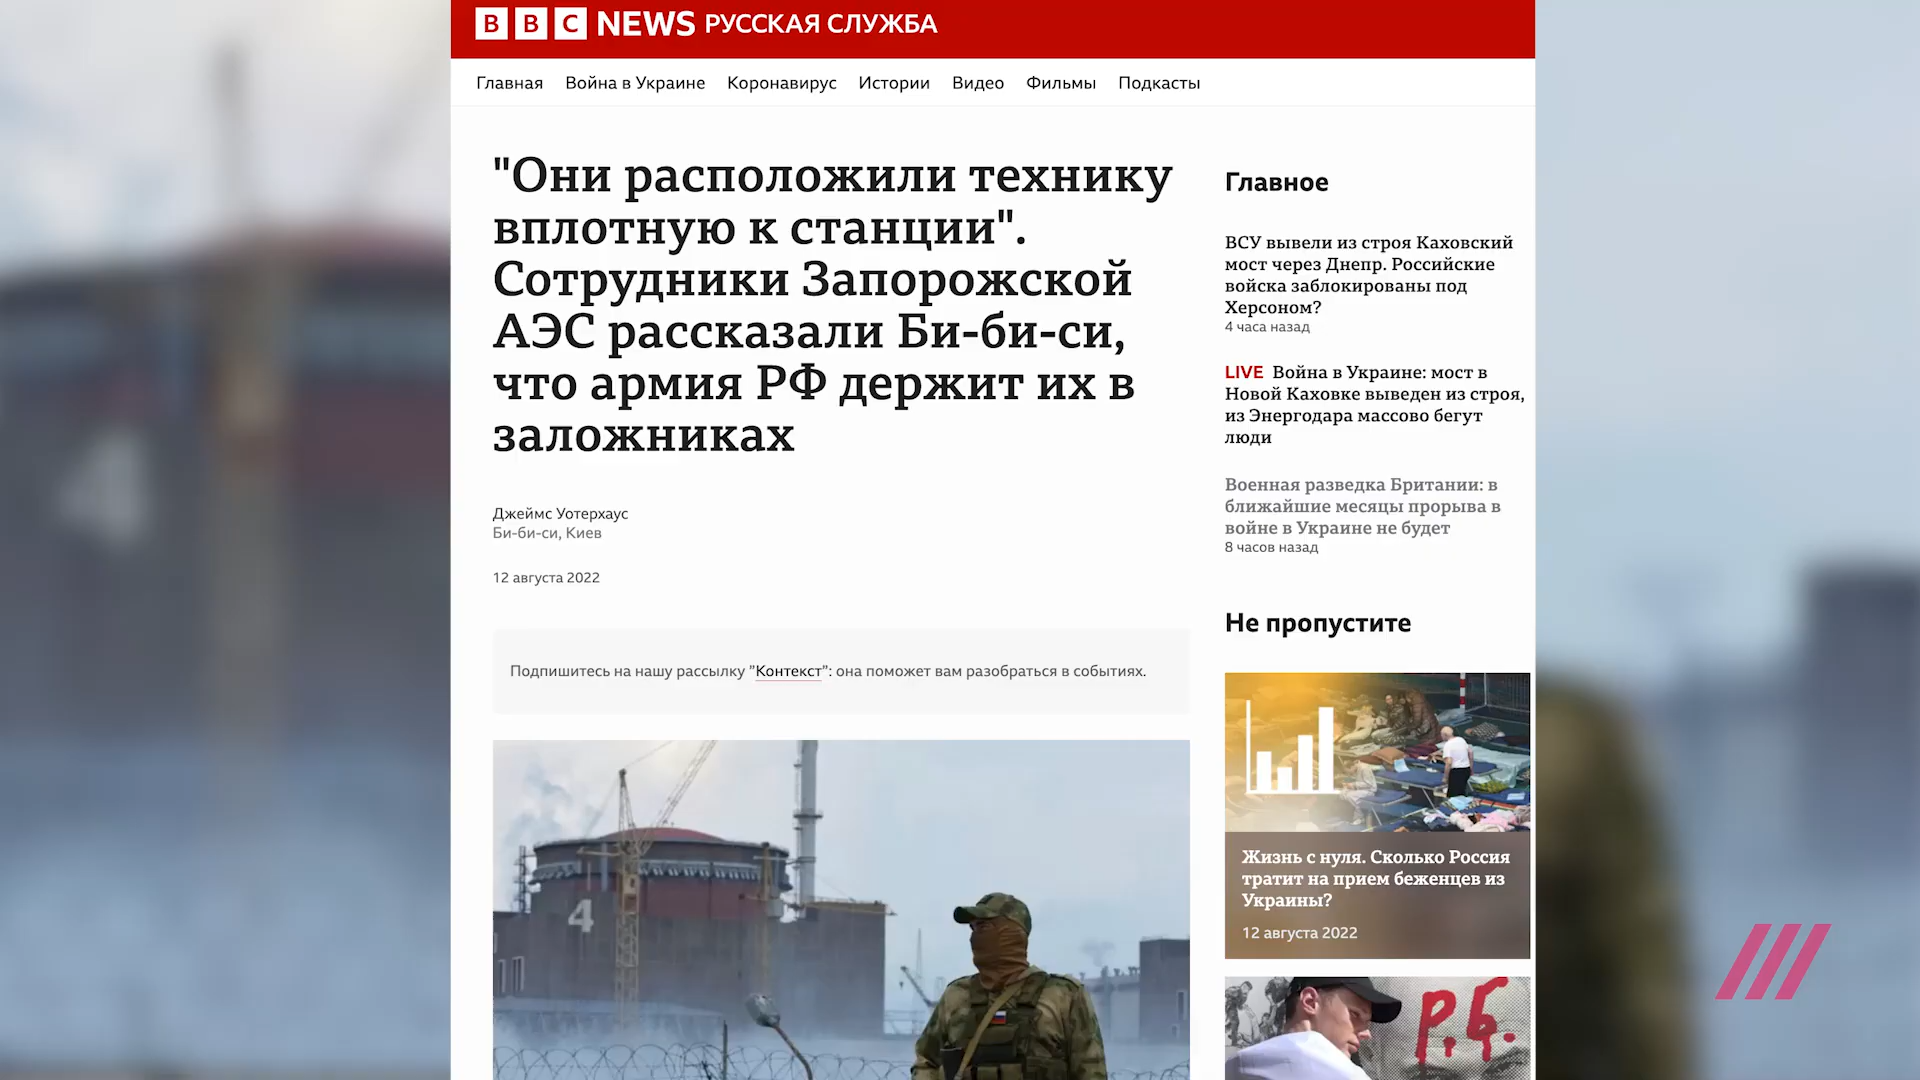 BBC NEWS РУССКАЯ СЛУЖБА
Главная Война в Украине Коронавирус Истории Видео Фильмы Подкасты
"Они расположили технику
вплотную к станции".
Сотрудники Запорожской
АЭС рассказали Би-би-си,
что армия РФ держит их в
заложниках
Джеймс Уотерхаус
Би-би-си, Киев
12 августа 2022
Подпишитесь на нашу рассылку ”Контекст”: она поможет вам разобраться в событиях.
4
Главное
ВСУ вывели из строя Каховский
мост через Днепр. Российские
войска заблокированы под
Херсоном?
4 часа назад
LIVE Война в Украине: мост в
Новой Каховке выведен из строя,
из Энергодара массово бегут
люди
Военная разведка Британии: в
ближайшие месяцы прорыва в
войне в Украине не будет
8 часов назад
Не пропустите
Жизнь с нуля. Сколько Россия
тратит на прием беженцев из
Украины?
12 августа 2022
Р.Б.
4